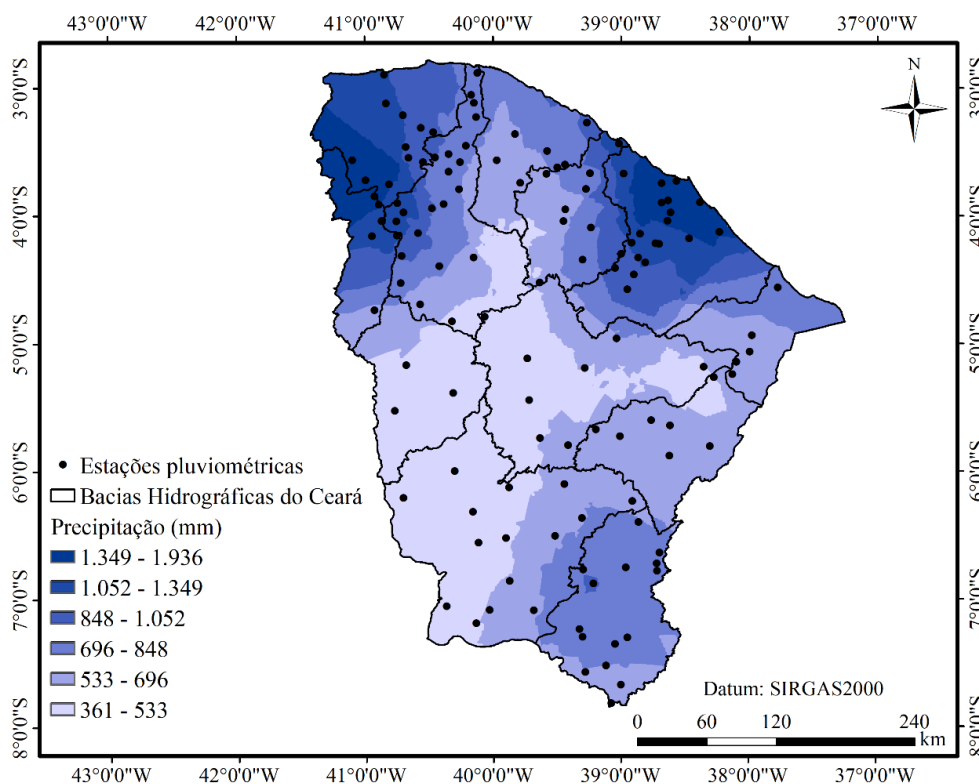 43°0'0"W 42°0'0"W 41°0'0"W 40°0'0"W 39°0'0"W 38°0'0"W 37°0'0"W
N
3°0'0"S 3°0'0"S
4°0'0"S 4°0'0"S
5°0'0"S 5°0'0"S
6°0'0"S 6°0'0"S
7°0'0"S 7°0'0"S
8°0'0"S 8°0'0"S
Estações pluviométricas
Bacias Hidrográficas do Ceará
Precipitação (mm)
1.349 - 1.936
1.052 - 1.349
848 - 1.052
696 - 848
533 - 696
361 - 533
Datum: SIRGAS2000
0 60 120 240
km
43°0'0"W 42°0'0"W 41°0'0"W 40°0'0"W 39°0'0"W 38°0'0"W 37°0'0"W